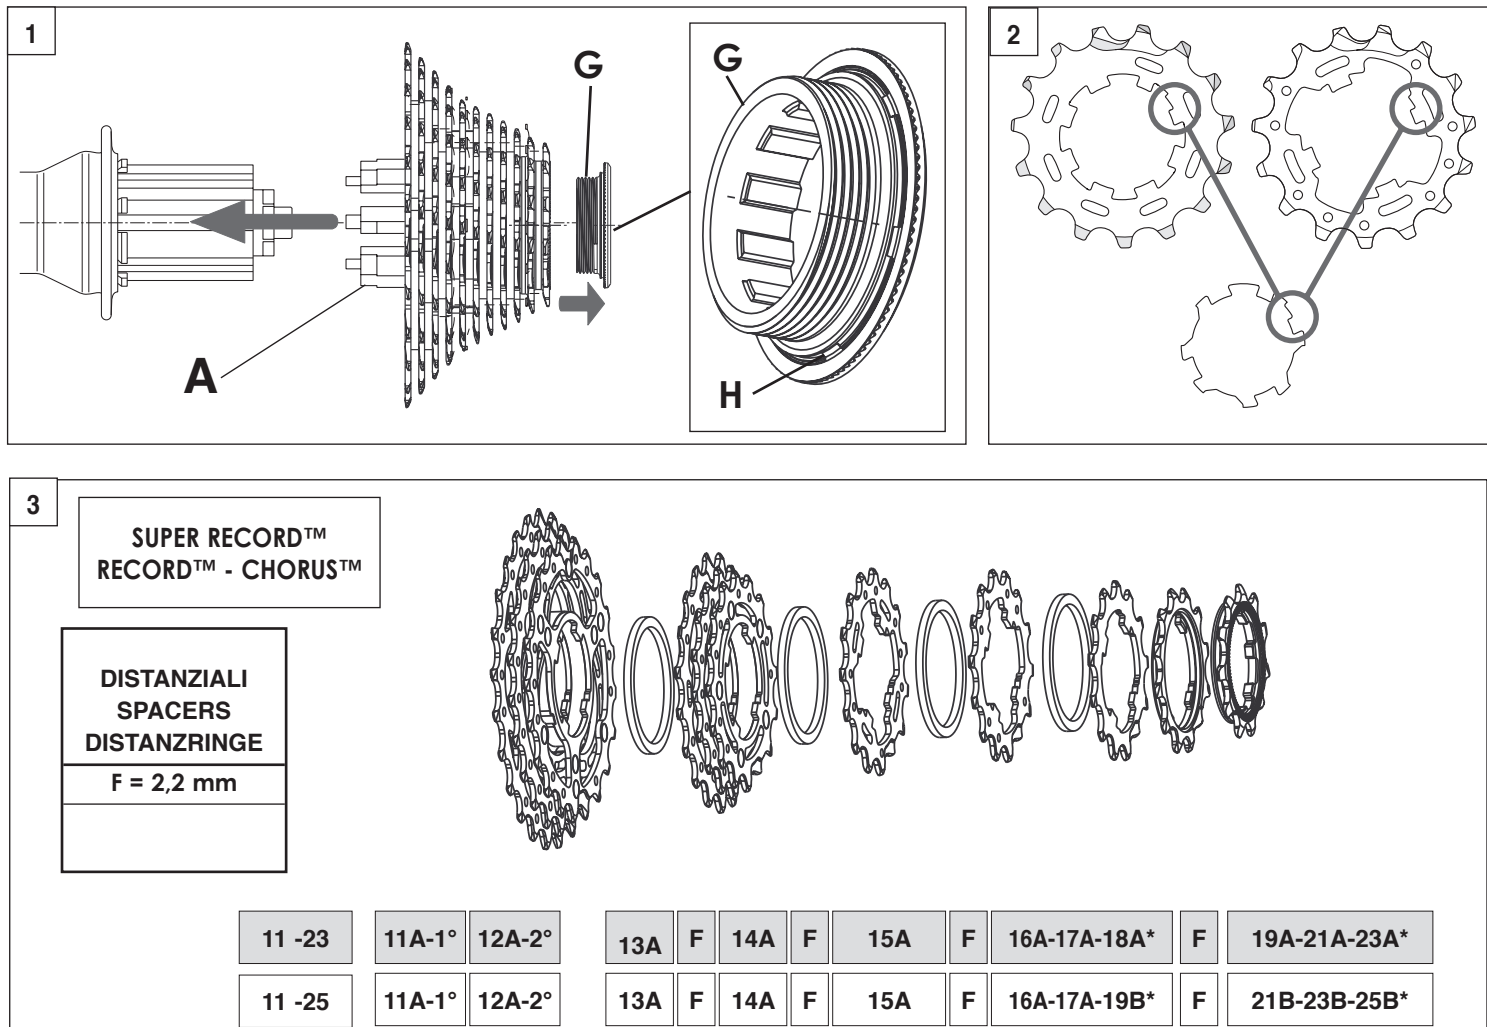 1
G
A
G
H
2
3
SUPER RECORD™
RECORD™ - CHORUS™
DISTANZIALI
SPACERS
DISTANZRINGE
F = 2,2 mm
11 -23 11A-1° 12A-2° 13A F 14A F 15A F 16A-17A-18A* F 19A-21A-23A*
11 -25 11A-1° 12A-2° 13A F 14A F 15A F 16A-17A-19B* F 21B-23B-25B*